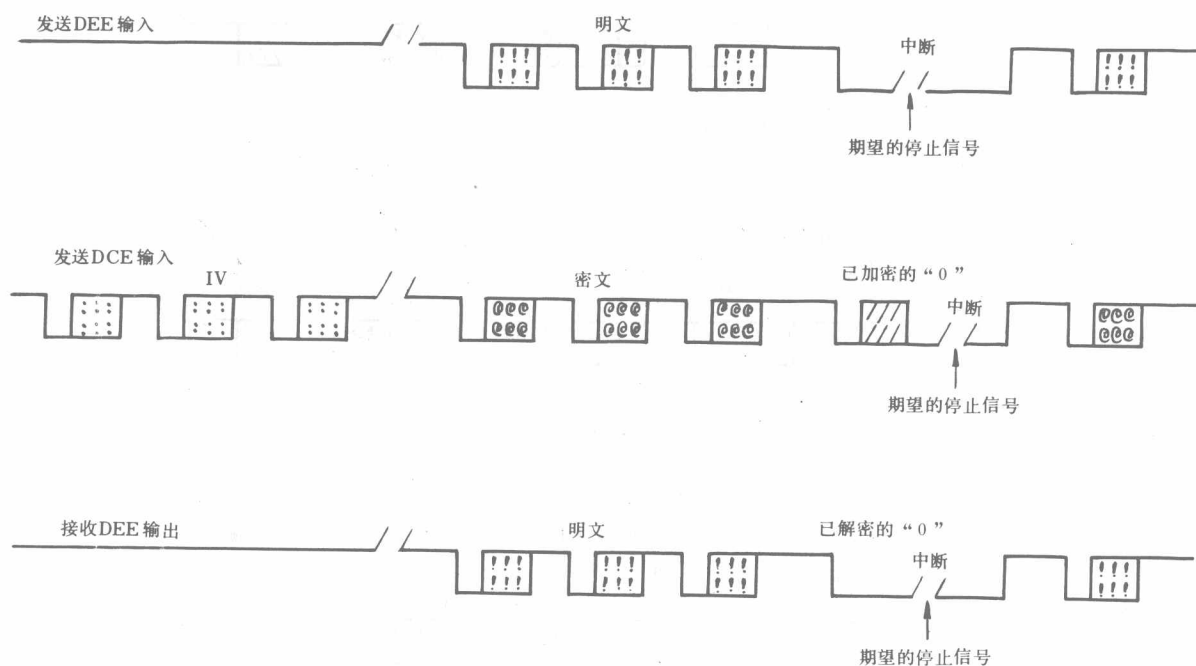 发送DEE输入
明文
中断
期望的停止信号
发送DCE输入
IV
密文
已加密的“0”
中断
期望的停止信号
接收DEE输出
明文
已解密的“0”
中断
期望的停止信号